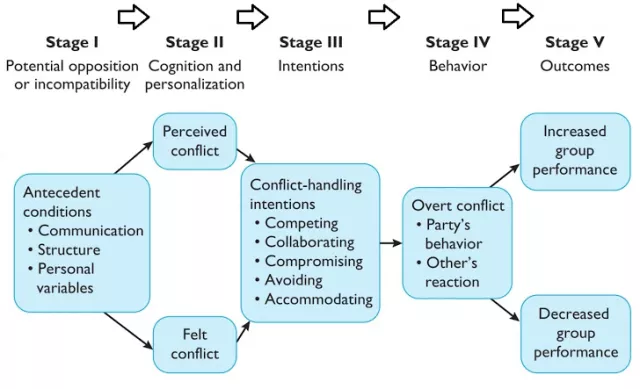 Stage I
Potential opposition
or incompatibility
Stage II
Cognition and
personalization
Stage III
Intentions
Stage IV
Behavior
Stage V
Outcomes
Antecedent
conditions
• Communication
• Structure
• Personal
variables
Perceived
conflict
Felt
conflict
Conflict-handling
intentions
• Competing
• Collaborating
• Compromising
• Avoiding
• Accommodating
Overt conflict
• Party's
behavior
• Other's
reaction
Increased
group
performance
Decreased
group
performance